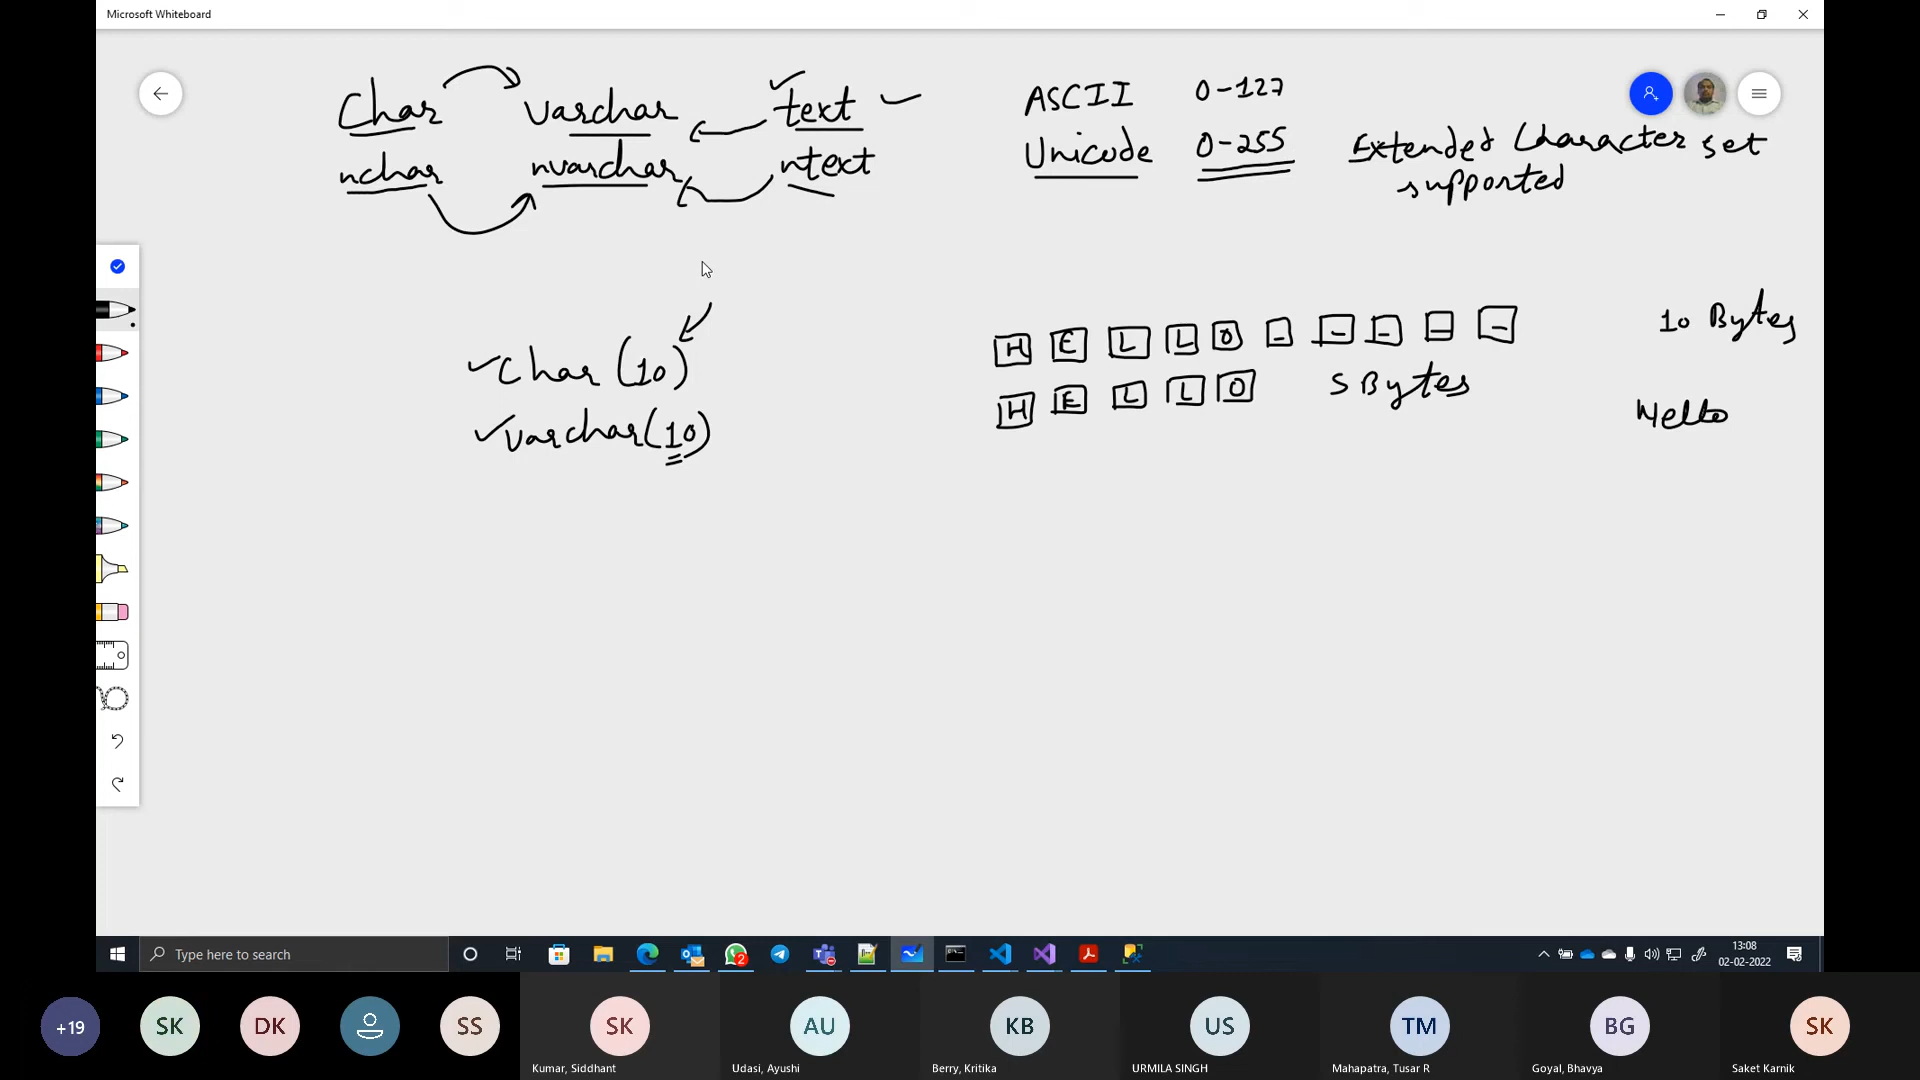 Microsoft Whiteboard
Char varchar text ASCII 0-127
nchar nvarchar ntext Unicode 0-255 Extended Character set
supported
Char (10) H E L L O _ _ _ _ _ 10 Bytes
varchar(10) H E L L O 5 Bytes Hello
Type here to search
2
13:08
02-02-2022
+19 SK DK SS SK AU KB US TM BG SK
Kumar, Siddhant Udasi, Ayushi Berry, Kritika URMILA SINGH Mahapatra, Tusar R Goyal, Bhavya Saket Karnik